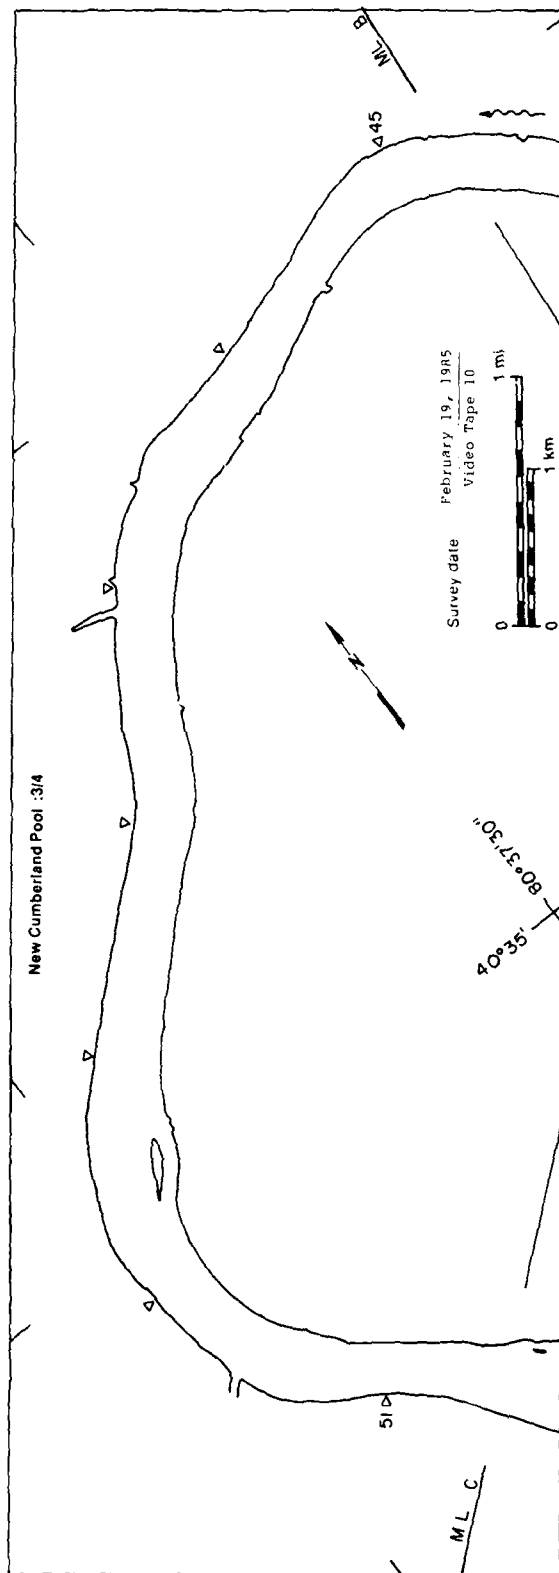 New Cumberland Pool :3/4
ML B
45
51
ML C
N
40°35'
80°37'30"
Survey date February 19, 1985
Video Tape 10
0 1 mi
0 1 km